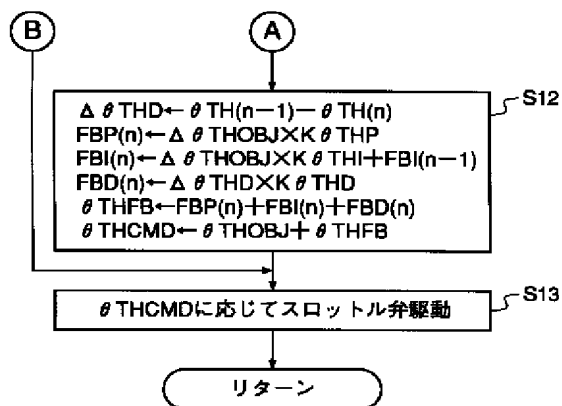 B
A
S12
Δ θ THD←θ TH(n−1)−θ TH(n)
FBP(n)←Δ θ THOBJ×K θ THP
FBI(n)←Δ θ THOBJ×K θ THI+FBI(n−1)
FBD(n)←Δ θ THD×K θ THD
θ THFB←FBP(n)+FBI(n)+FBD(n)
θ THCMD←θ THOBJ+θ THFB
S13
θ THCMDに応じてスロットル弁駆動
リターン